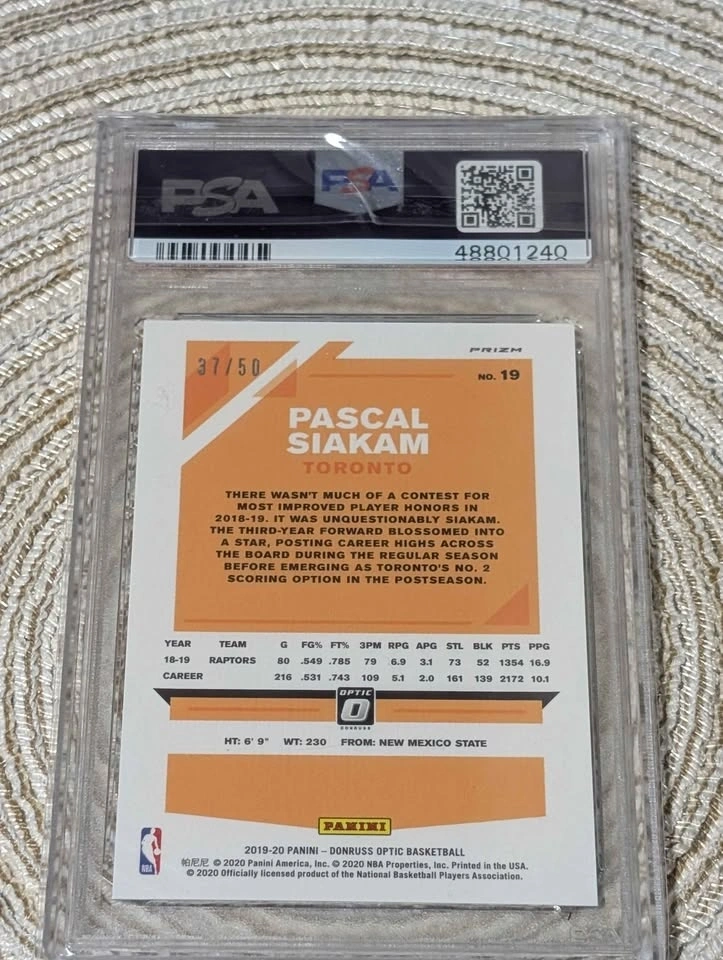 PSA PSA
48801240
37/50
PRIZM
NO. 19
PASCAL
SIAKAM
TORONTO
THERE WASN'T MUCH OF A CONTEST FOR
MOST IMPROVED PLAYER HONORS IN
2018-19. IT WAS UNQUESTIONABLY SIAKAM.
THE THIRD-YEAR FORWARD BLOSSOMED INTO
A STAR, POSTING CAREER HIGHS ACROSS
THE BOARD DURING THE REGULAR SEASON
BEFORE EMERGING AS TORONTO'S NO. 2
SCORING OPTION IN THE POSTSEASON.
YEAR TEAM G FG% FT% 3PM RPG APG STL BLK PTS PPG
18-19 RAPTORS 80 .549 .785 79 6.9 3.1 73 52 1354 16.9
CAREER 216 .531 .743 109 5.1 2.0 161 139 2172 10.1
OPTIC
O
DONRUSS
HT: 6' 9" WT: 230 FROM: NEW MEXICO STATE
PANINI
NBA
2019-20 PANINI – DONRUSS OPTIC BASKETBALL
帕尼尼 © 2020 Panini America, Inc. © 2020 NBA Properties, Inc. Printed in the USA.
© 2020 Officially licensed product of the National Basketball Players Association.